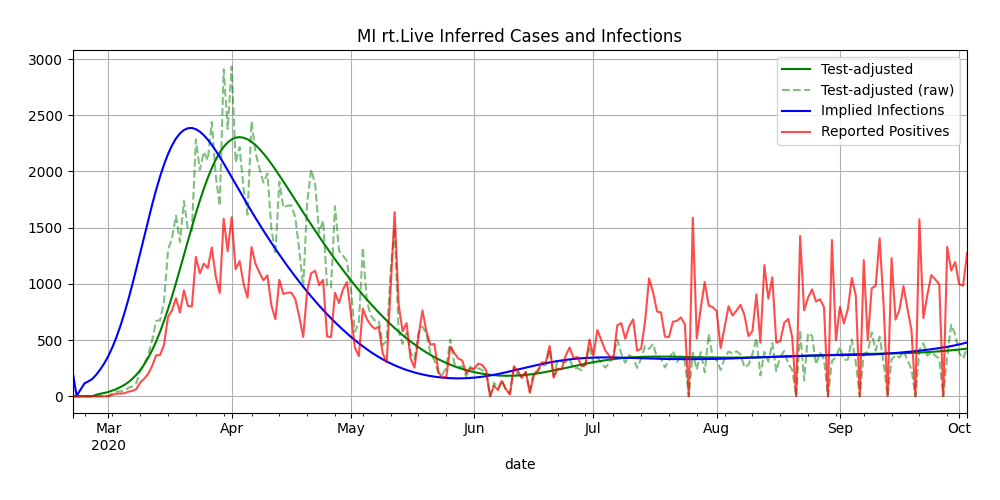 MI rt.Live Inferred Cases and Infections
3000
2500
2000
1500
1000
500
0
Test-adjusted
Test-adjusted (raw)
Implied Infections
Reported Positives
Mar Apr May Jun Jul Aug Sep Oct
2020
date